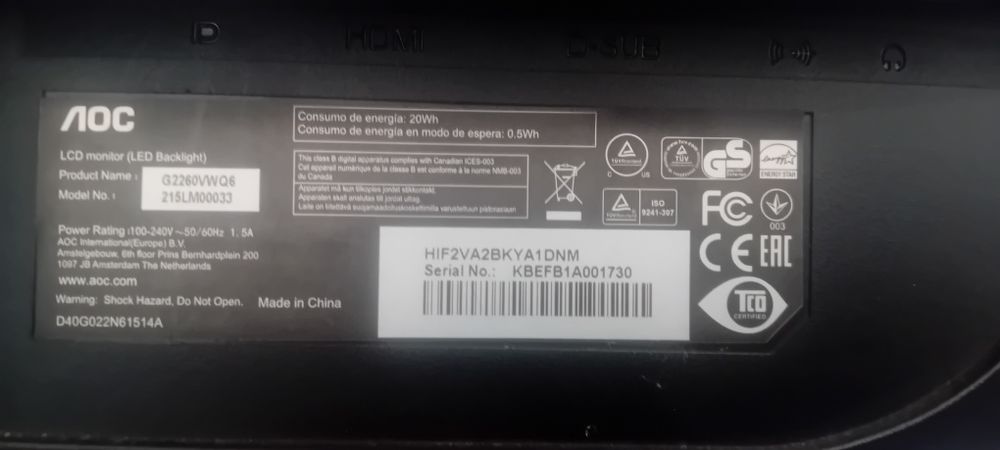 HDMI
D-SUB
AOC
LCD monitor (LED Backlight)
Product Name :
G2260VWQ6
Model No. :
215LM00033
Power Rating :100-240V ~50/60Hz 1. 5A
AOC International(Europe) B.V.
Amstelgebouw, 6th floor Prins Bernhardplein 200
1097 JB Amsterdam The Netherlands
www.aoc.com
Warning: Shock Hazard, Do Not Open.
Made in China
D40G022N61514A
Consumo de energía: 20Wh
Consumo de energía en modo de espera: 0,5Wh
This class B digital apparatus complies with Canadian ICES-003
Cet appareil numérique de la classe B est conforme à la norme NMB-003
du Canada
Apparatet må kun tilkoples jordet stikkontakt.
Apparaten skall anslutas till jordat uttag.
Laite on liitettävä suojamaadoituskoskettimilla varustettuun pistorasiaan
HIF2VA2BKYA1DNM
Serial No.: KBEFB1A001730
TÜVRheinland
C US
TÜV
GS
ENERGY STAR
TÜVRheinland
ISO
9241-307
FC
003
CE
EAC
TCO
CERTIFIED